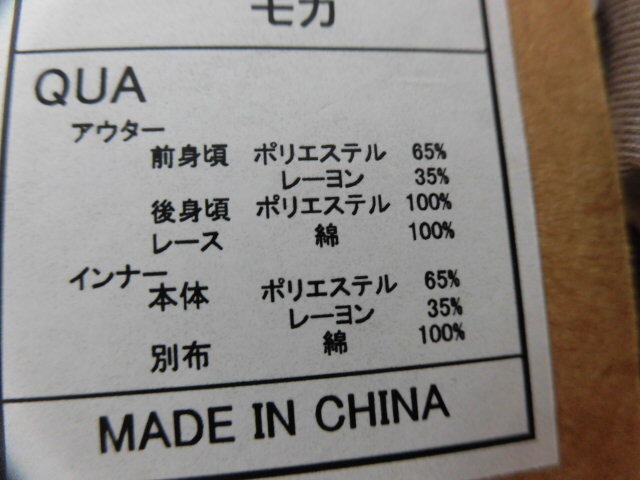 モカ
QUA
アウター
前身頃 ポリエステル 65%
レーヨン 35%
後身頃 ポリエステル 100%
レース 綿 100%
インナー
本体 ポリエステル 65%
レーヨン 35%
別布 綿 100%
MADE IN CHINA